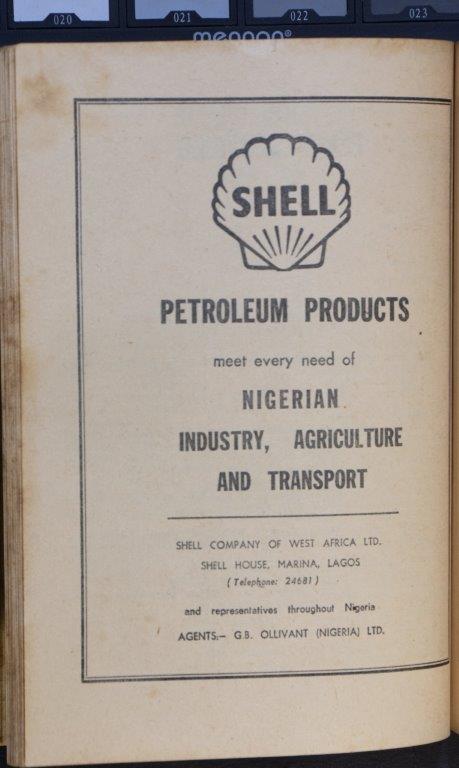 020 021 022 023
mennon®
SHELL
PETROLEUM PRODUCTS
meet every need of
NIGERIAN
INDUSTRY, AGRICULTURE
AND TRANSPORT
SHELL COMPANY OF WEST AFRICA LTD.
SHELL HOUSE, MARINA, LAGOS
(Telephone: 24681)
and representatives throughout Nigeria
AGENTS.– G.B. OLLIVANT (NIGERIA) LTD.